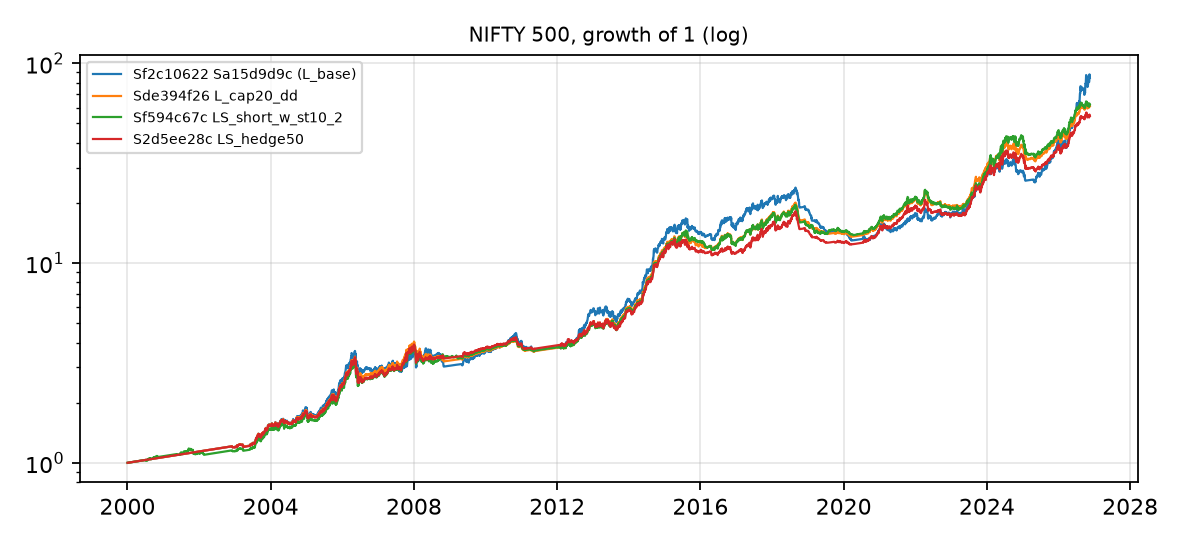 NIFTY 500, growth of 1 (log)
Sf2c10622 Sa15d9d9c (L_base)
Sde394f26 L_cap20_dd
Sf594c67c LS_short_w_st10_2
S2d5ee28c LS_hedge50
10²
10¹
10⁰
2000 2004 2008 2012 2016 2020 2024 2028